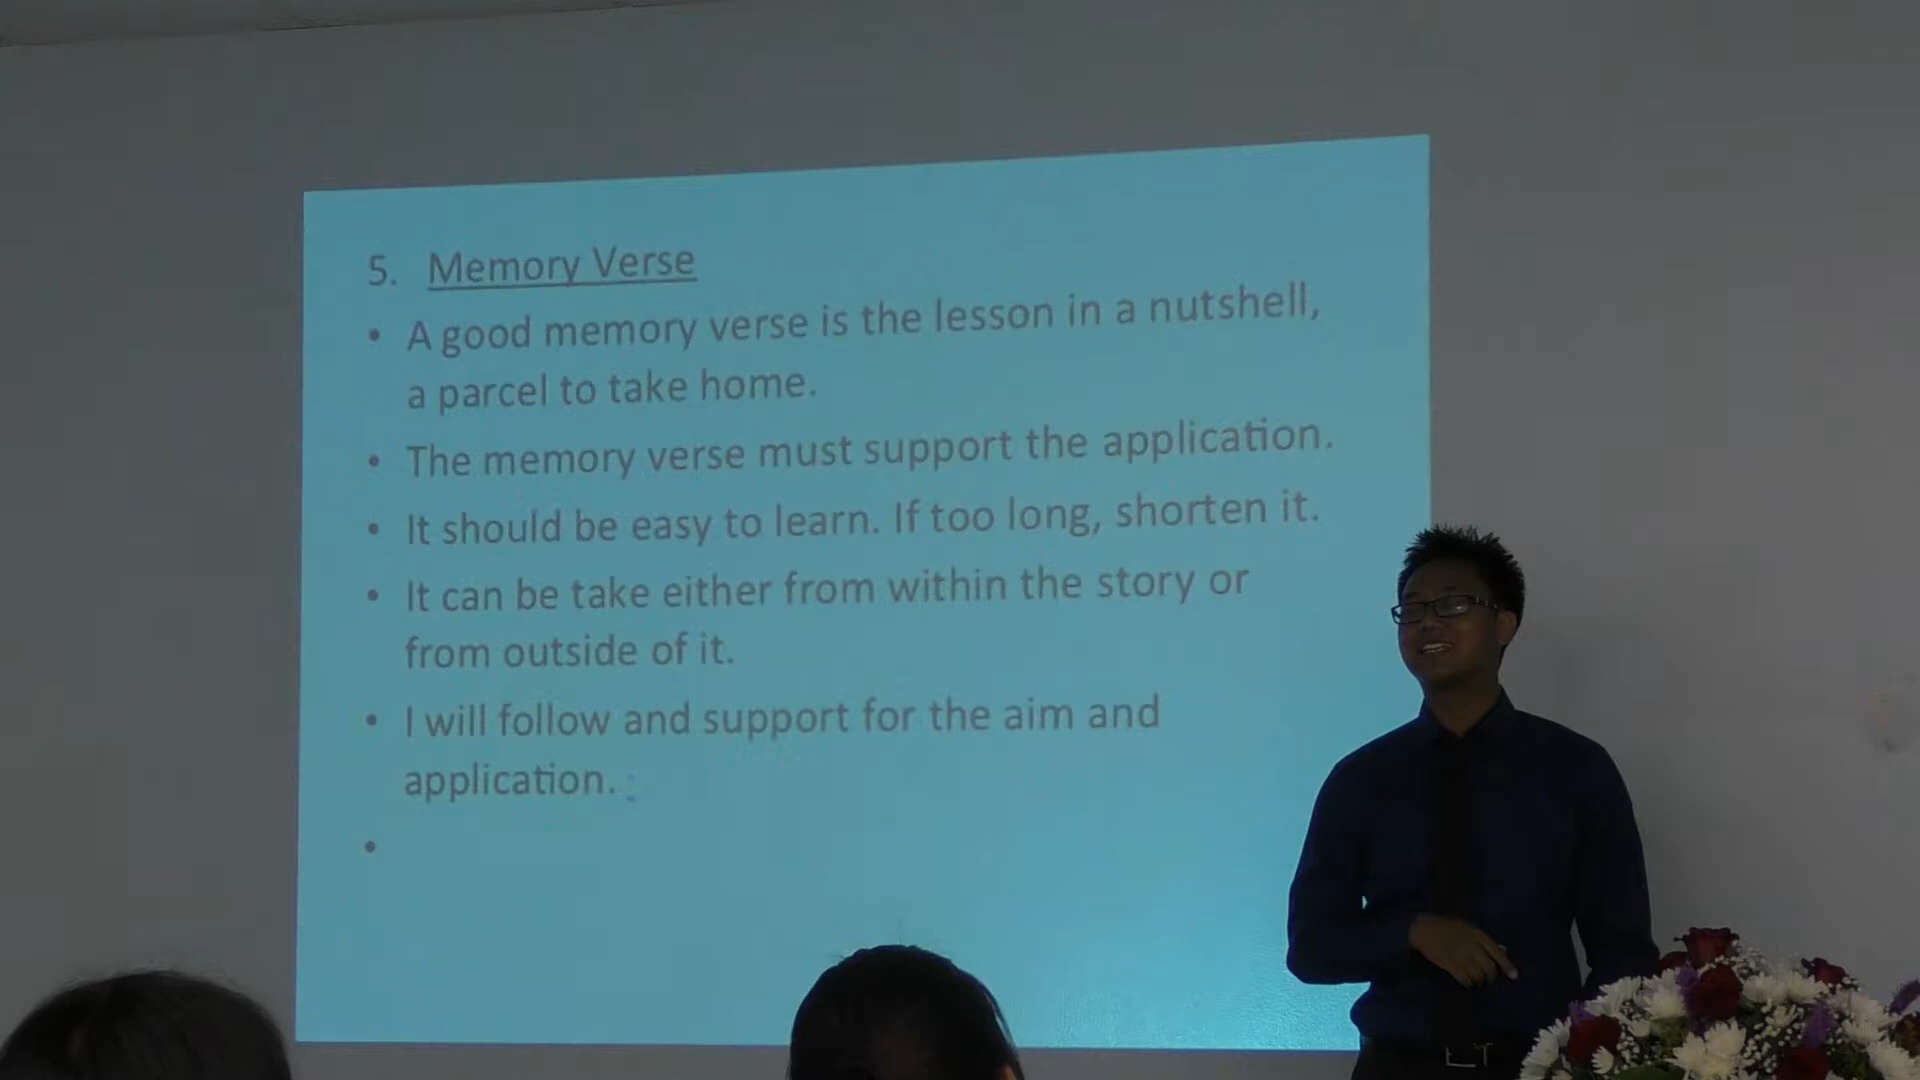 5. Memory Verse
• A good memory verse is the lesson in a nutshell,
a parcel to take home.
• The memory verse must support the application.
• It should be easy to learn. If too long, shorten it.
• It can be take either from within the story or
from outside of it.
• I will follow and support for the aim and
application.
•